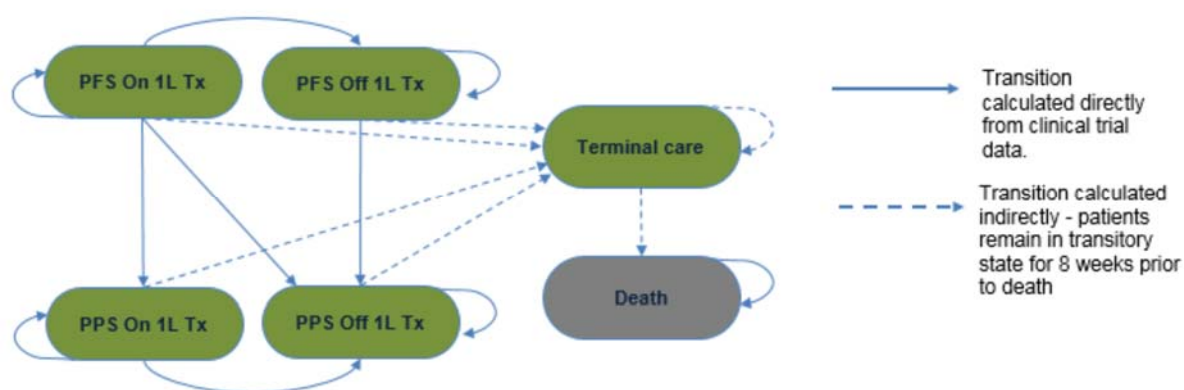 PFS On 1L Tx
PFS Off 1L Tx
Terminal care
Death
PPS On 1L Tx
PPS Off 1L Tx
Transition
calculated directly
from clinical trial
data.
Transition calculated
indirectly - patients
remain in transitory
state for 8 weeks prior
to death